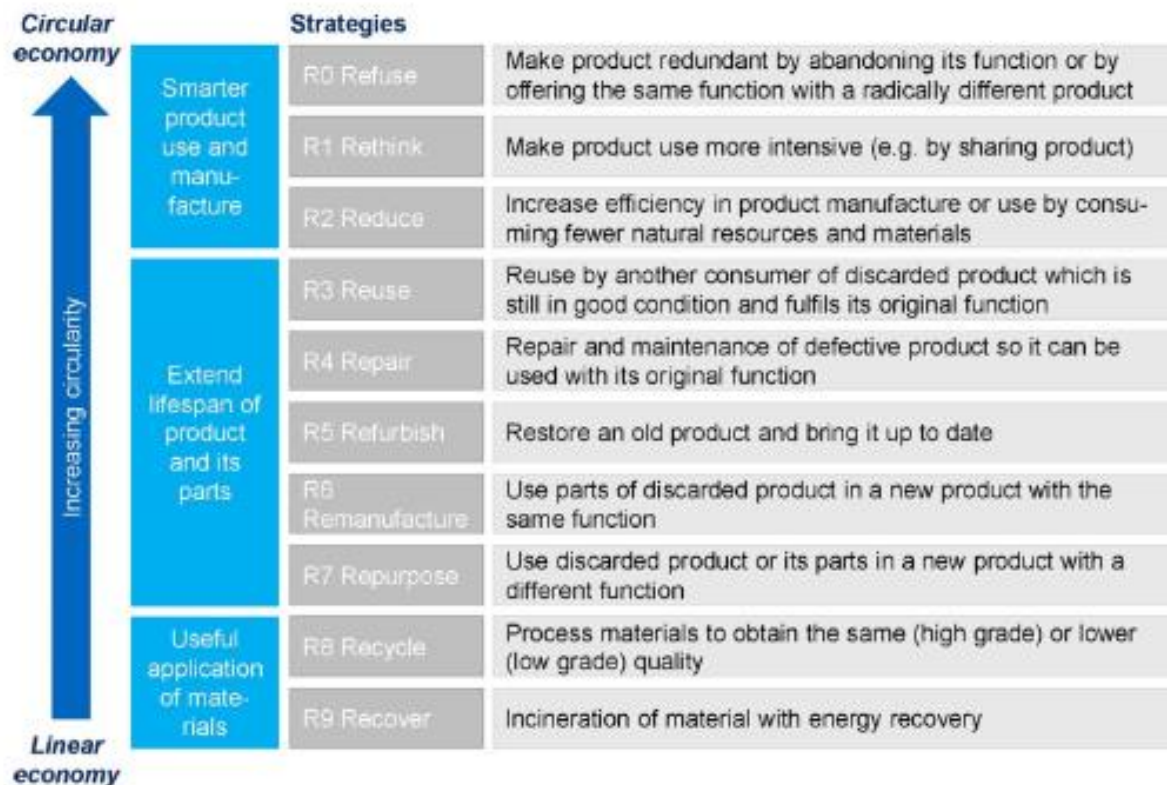 Circular
economy
Strategies
Smarter
product
use and
manu-
facture
R0 Refuse
Make product redundant by abandoning its function or by
offering the same function with a radically different product
R1 Rethink
Make product use more intensive (e.g. by sharing product)
R2 Reduce
Increase efficiency in product manufacture or use by consu-
ming fewer natural resources and materials
Increasing circularity
Extend
lifespan of
product
and its
parts
R3 Reuse
Reuse by another consumer of discarded product which is
still in good condition and fulfils its original function
R4 Repair
Repair and maintenance of defective product so it can be
used with its original function
R5 Refurbish
Restore an old product and bring it up to date
R6
Remanufacture
Use parts of discarded product in a new product with the
same function
R7 Repurpose
Use discarded product or its parts in a new product with a
different function
Useful
application
of mate-
rials
R8 Recycle
Process materials to obtain the same (high grade) or lower
(low grade) quality
R9 Recover
Incineration of material with energy recovery
Linear
economy